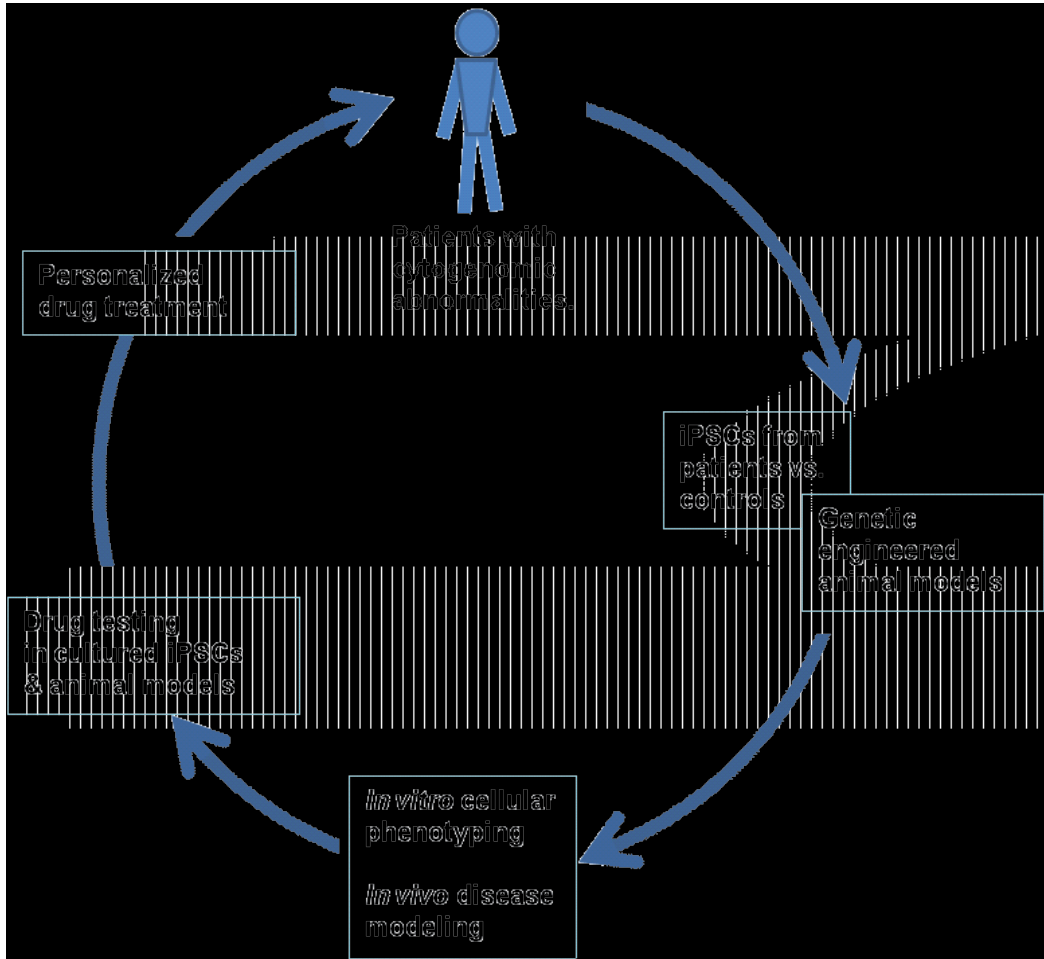 Patients with
cytogenomic
abnormalities.
Personalized
drug treatment
iPSCs from
patients vs.
controls
Genetic
engineered
animal models
Drug testing
in cultured iPSCs
& animal models
In vitro cellular
phenotyping
In vivo disease
modeling